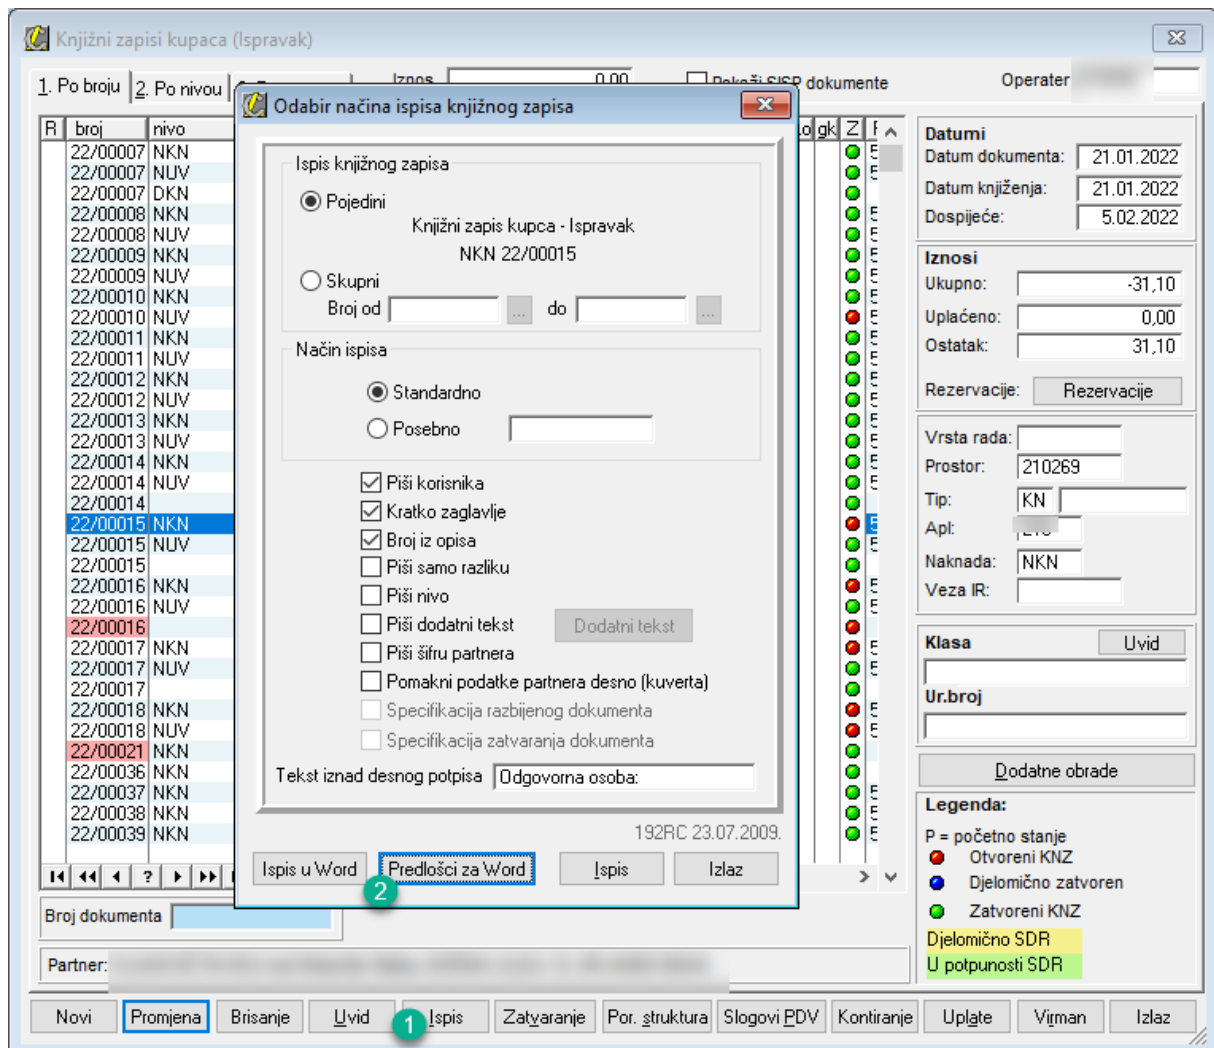 Knjižni zapisi kupaca (Ispravak)
1. Po broju
2. Po nivou
Iznos
0,00
dokumente
Operater
R broj nivo
gk Z
22/00007 NKN
22/00007 NUV
22/00007 DKN
22/00008 NKN
22/00008 NUV
22/00009 NKN
22/00009 NUV
22/00010 NKN
22/00010 NUV
22/00011 NKN
22/00011 NUV
22/00012 NKN
22/00012 NUV
22/00013 NKN
22/00013 NUV
22/00014 NKN
22/00014 NUV
22/00014
22/00015 NKN
22/00015 NUV
22/00015
22/00016 NKN
22/00016 NUV
22/00016
22/00017 NKN
22/00017 NUV
22/00017
22/00018 NKN
22/00018 NUV
22/00021 NKN
22/00036 NKN
22/00037 NKN
22/00038 NKN
22/00039 NKN
?
Broj dokumenta
Partner:
Odabir načina ispisa knjižnog zapisa
Ispis knjižnog zapisa
Pojedini
Knjižni zapis kupca - Ispravak
NKN 22/00015
Skupni
Broj od ... do ...
Način ispisa
Standardno
Posebno
Piši korisnika
Kratko zaglavlje
Broj iz opisa
Piši samo razliku
Piši nivo
Piši dodatni tekst Dodatni tekst
Piši šifru partnera
Pomakni podatke partnera desno (kuverta)
Specifikacija razbijenog dokumenta
Specifikacija zatvaranja dokumenta
Tekst iznad desnog potpisa Odgovorna osoba:
192RC 23.07.2009.
Ispis u Word Predlošci za Word Ispis Izlaz
2
Datumi
Datum dokumenta: 21.01.2022
Datum knjiženja: 21.01.2022
Dospijeće: 5.02.2022
Iznosi
Ukupno: -31,10
Uplaćeno: 0,00
Ostatak: 31,10
Rezervacije: Rezervacije
Vrsta rada:
Prostor: 210269
Tip: KN
Apl:
Naknada: NKN
Veza IR:
Klasa Uvid
Ur.broj
Dodatne obrade
Legenda:
P = početno stanje
Otvoreni KNZ
Djelomično zatvoren
Zatvoreni KNZ
Djelomično SDR
U potpunosti SDR
Novi Promjena Brisanje Uvid 1 Ispis Zatvaranje Por. struktura Slogovi PDV Kontiranje Uplate Virman Izlaz